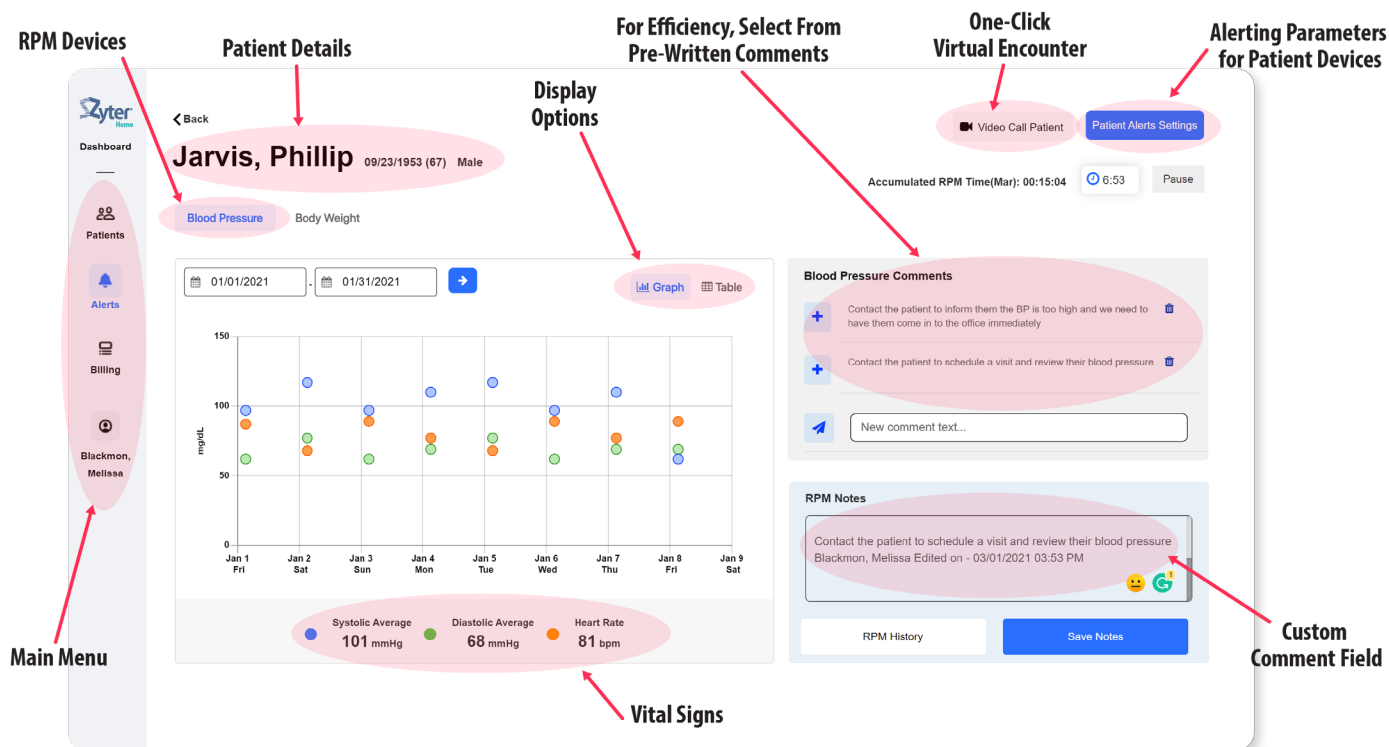 RPM Devices
Patient Details
For Efficiency, Select From
Pre-Written Comments
One-Click
Virtual Encounter
Alerting Parameters
for Patient Devices
Display
Options
Zyter
Home
Dashboard
Patients
Alerts
Billing
Blackmon,
Melissa
Back
Video Call Patient
Patient Alerts Settings
Jarvis, Phillip 09/23/1953 (67) Male
Accumulated RPM Time(Mar): 00:15:04
6:53
Pause
Blood Pressure
Body Weight
01/01/2021 - 01/31/2021
Graph
Table
150
100
50
0
mg/dL
Jan 1 Jan 2 Jan 3 Jan 4 Jan 5 Jan 6 Jan 7 Jan 8 Jan 9
Fri Sat Sun Mon Tue Wed Thu Fri Sat
Systolic Average Diastolic Average Heart Rate
101 mmHg 68 mmHg 81 bpm
Blood Pressure Comments
Contact the patient to inform them the BP is too high and we need to
have them come in to the office immediately
Contact the patient to schedule a visit and review their blood pressure
New comment text...
RPM Notes
Contact the patient to schedule a visit and review their blood pressure
Blackmon, Melissa Edited on - 03/01/2021 03:53 PM
G 1
RPM History
Save Notes
Main Menu
Vital Signs
Custom
Comment Field